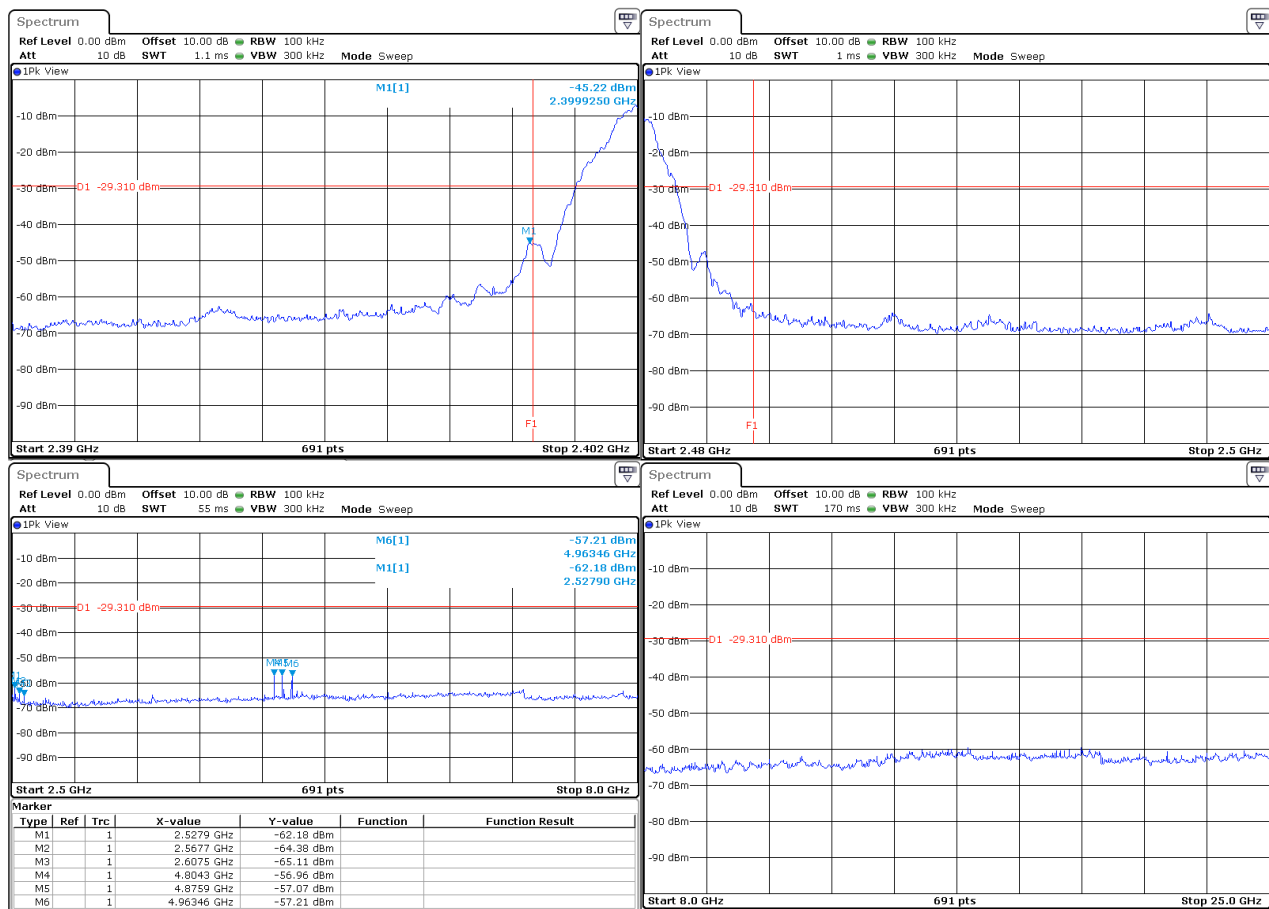 Spectrum
Ref Level 0.00 dBm Offset 10.00 dB RBW 100 kHz
Att 10 dB SWT 1.1 ms VBW 300 kHz Mode Sweep
1Pk View
M1[1] -45.22 dBm
2.3999250 GHz
-10 dBm
-20 dBm
D1 -29.310 dBm
-30 dBm
-40 dBm
M1
-50 dBm
-60 dBm
-70 dBm
-80 dBm
-90 dBm
F1
Start 2.39 GHz 691 pts Stop 2.402 GHz
Spectrum
Ref Level 0.00 dBm Offset 10.00 dB RBW 100 kHz
Att 10 dB SWT 1 ms VBW 300 kHz Mode Sweep
1Pk View
-10 dBm
-20 dBm
D1 -29.310 dBm
-30 dBm
-40 dBm
-50 dBm
-60 dBm
-70 dBm
-80 dBm
-90 dBm
F1
Start 2.48 GHz 691 pts Stop 2.5 GHz
Spectrum
Ref Level 0.00 dBm Offset 10.00 dB RBW 100 kHz
Att 10 dB SWT 55 ms VBW 300 kHz Mode Sweep
1Pk View
M6[1] -57.21 dBm
4.96346 GHz
M1[1] -62.18 dBm
2.52790 GHz
-10 dBm
-20 dBm
-30 dBm D1 -29.310 dBm
-40 dBm
-50 dBm
M6
-60 dBm
-70 dBm
-80 dBm
-90 dBm
Start 2.5 GHz 691 pts Stop 8.0 GHz
Marker
Type Ref Trc X-value Y-value Function Function Result
M1 1 2.5279 GHz -62.18 dBm
M2 1 2.5677 GHz -64.38 dBm
M3 1 2.6075 GHz -65.11 dBm
M4 1 4.8043 GHz -56.96 dBm
M5 1 4.8759 GHz -57.07 dBm
M6 1 4.96346 GHz -57.21 dBm
Spectrum
Ref Level 0.00 dBm Offset 10.00 dB RBW 100 kHz
Att 10 dB SWT 170 ms VBW 300 kHz Mode Sweep
1Pk View
-10 dBm
-20 dBm
D1 -29.310 dBm
-30 dBm
-40 dBm
-50 dBm
-60 dBm
-70 dBm
-80 dBm
-90 dBm
Start 8.0 GHz 691 pts Stop 25.0 GHz